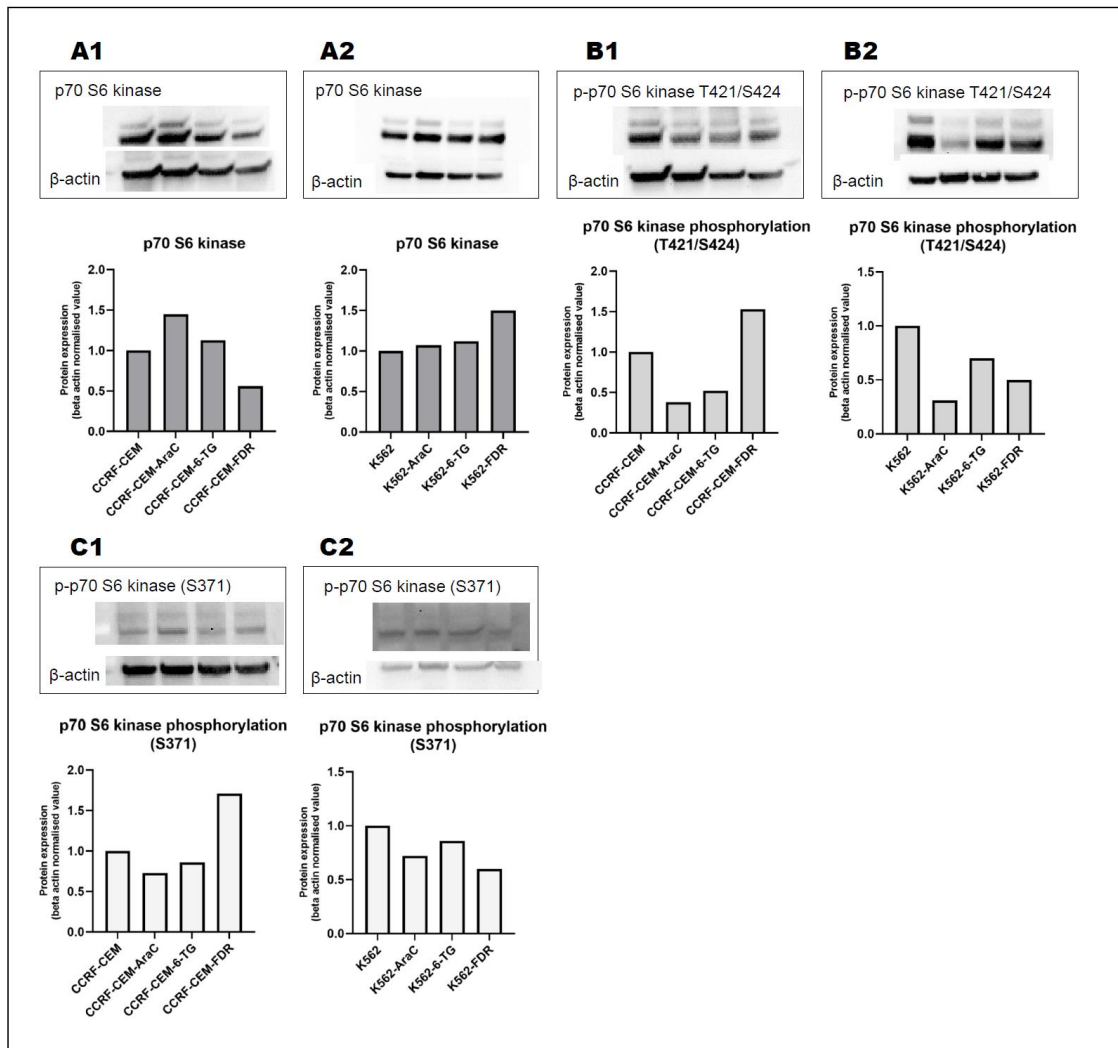 A1
A2
B1
B2
p70 S6 kinase
β-actin
p70 S6 kinase
β-actin
p-p70 S6 kinase T421/S424
β-actin
p-p70 S6 kinase T421/S424
β-actin
p70 S6 kinase
Protein expression
(beta actin normalised value)
2.0
1.5
1.0
0.5
0.0
CCRF-CEM
CCRF-CEM-AraC
CCRF-CEM-6-TG
CCRF-CEM-FDR
p70 S6 kinase
Protein expression
(beta actin normalised value)
2.0
1.5
1.0
0.5
0.0
K562
K562-AraC
K562-6-TG
K562-FDR
p70 S6 kinase phosphorylation
(T421/S424)
Protein expression
(beta actin normalised value)
2.0
1.5
1.0
0.5
0.0
CCRF-CEM
CCRF-CEM-AraC
CCRF-CEM-6-TG
CCRF-CEM-FDR
p70 S6 kinase phosphorylation
(T421/S424)
Protein expression
(beta actin normalised value)
1.5
1.0
0.5
0.0
K562
K562-AraC
K562-6-TG
K562-FDR
C1
C2
p-p70 S6 kinase (S371)
β-actin
p-p70 S6 kinase (S371)
β-actin
p70 S6 kinase phosphorylation
(S371)
Protein expression
(beta actin normalised value)
2.0
1.5
1.0
0.5
0.0
CCRF-CEM
CCRF-CEM-AraC
CCRF-CEM-6-TG
CCRF-CEM-FDR
p70 S6 kinase phosphorylation
(S371)
Protein expression
(beta actin normalised value)
1.5
1.0
0.5
0.0
K562
K562-AraC
K562-6-TG
K562-FDR